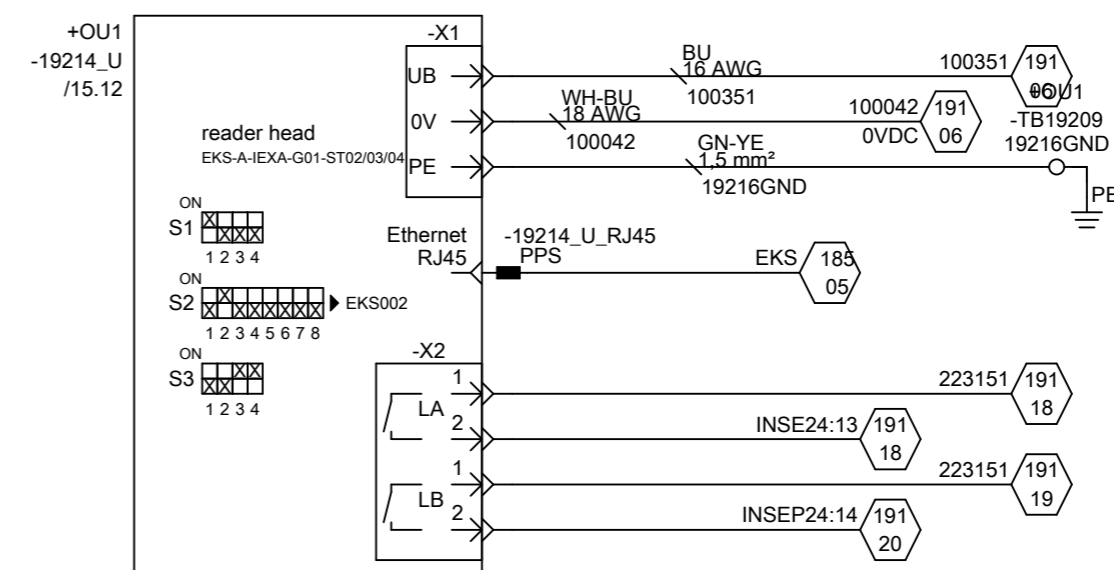 +OU1
-19214_U
/15.12
-X1
UB
BU
16 AWG
100351
100351
191
06
+OU1
0V
WH-BU
18 AWG
100042
100042
0VDC
191
06
-TB19209
19216GND
reader head
EKS-A-IEXA-G01-ST02/03/04
PE
GN-YE
1,5 mm²
19216GND
PE
ON
S1
1 2 3 4
Ethernet
RJ45
-19214_U_RJ45
PPS
EKS
185
05
ON
S2
EKS002
1 2 3 4 5 6 7 8
ON
S3
1 2 3 4
-X2
1
LA
2
223151
191
18
INSE24:13
191
18
1
LB
2
223151
191
19
INSEP24:14
191
20